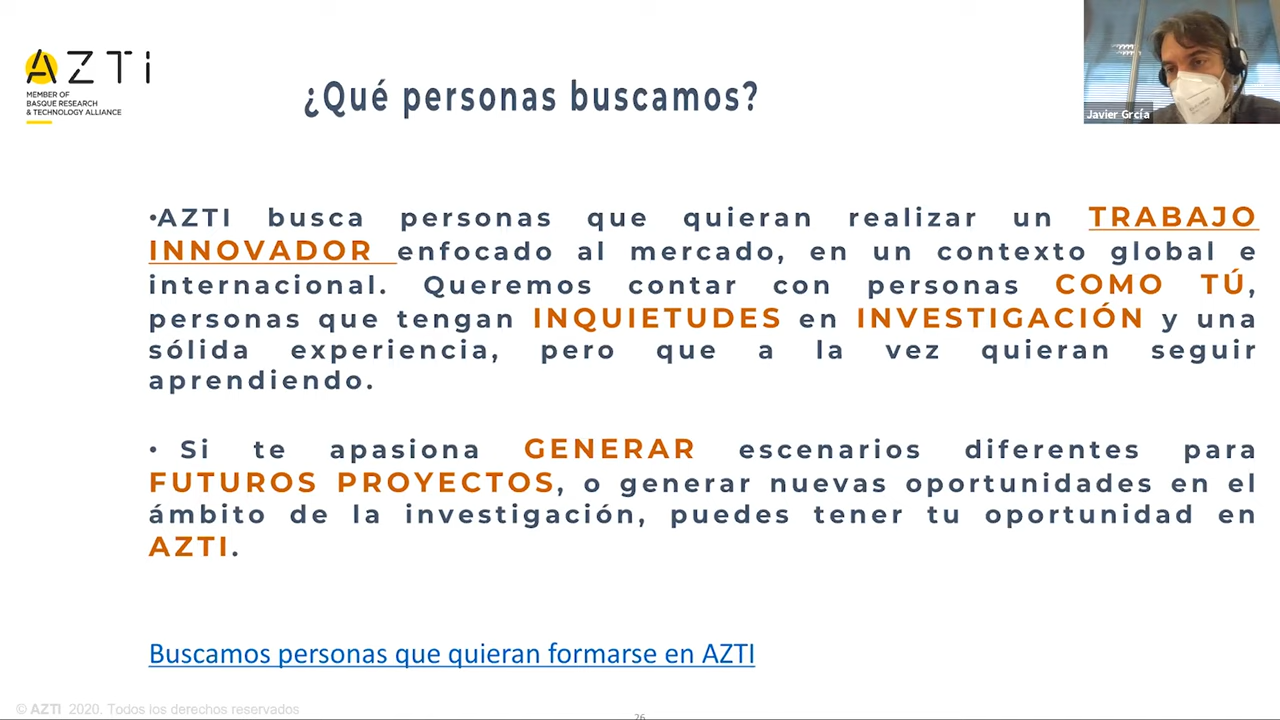 AZTi
MEMBER OF
BASQUE RESEARCH
& TECHNOLOGY ALLIANCE
¿Qué personas buscamos?
Javier Grcía
•AZTI busca personas que quieran realizar un TRABAJO
INNOVADOR enfocado al mercado, en un contexto global e
internacional. Queremos contar con personas COMO TÚ,
personas que tengan INQUIETUDES en INVESTIGACIÓN y una
sólida experiencia, pero que a la vez quieran seguir
aprendiendo.
• Si te apasiona GENERAR escenarios diferentes para
FUTUROS PROYECTOS, o generar nuevas oportunidades en el
ámbito de la investigación, puedes tener tu oportunidad en
AZTI.
Buscamos personas que quieran formarse en AZTI
© AZTI 2020. Todos los derechos reservados
26